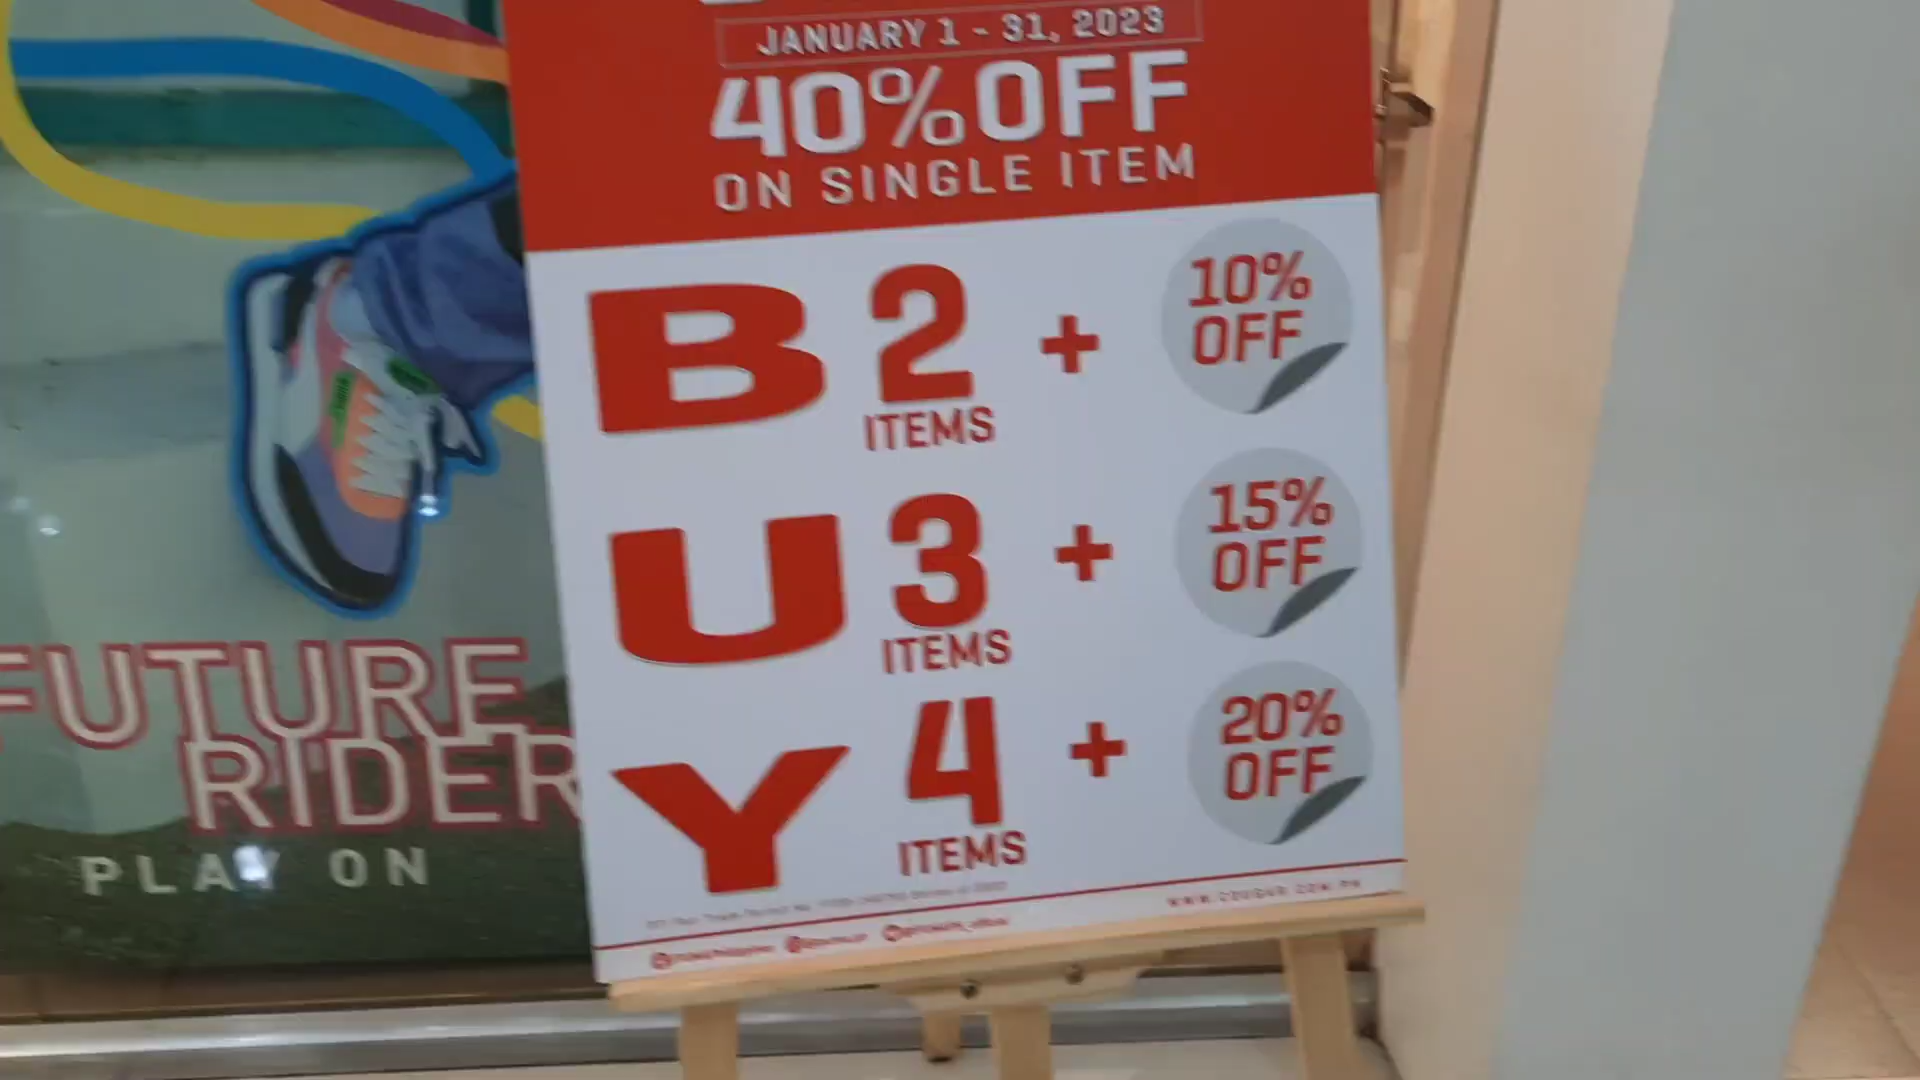 JANUARY 1 - 31, 2023
40% OFF
ON SINGLE ITEM
B 2 ITEMS + 10% OFF
U 3 ITEMS + 15% OFF
Y 4 ITEMS + 20% OFF
FUTURE
RIDER
PLAY ON